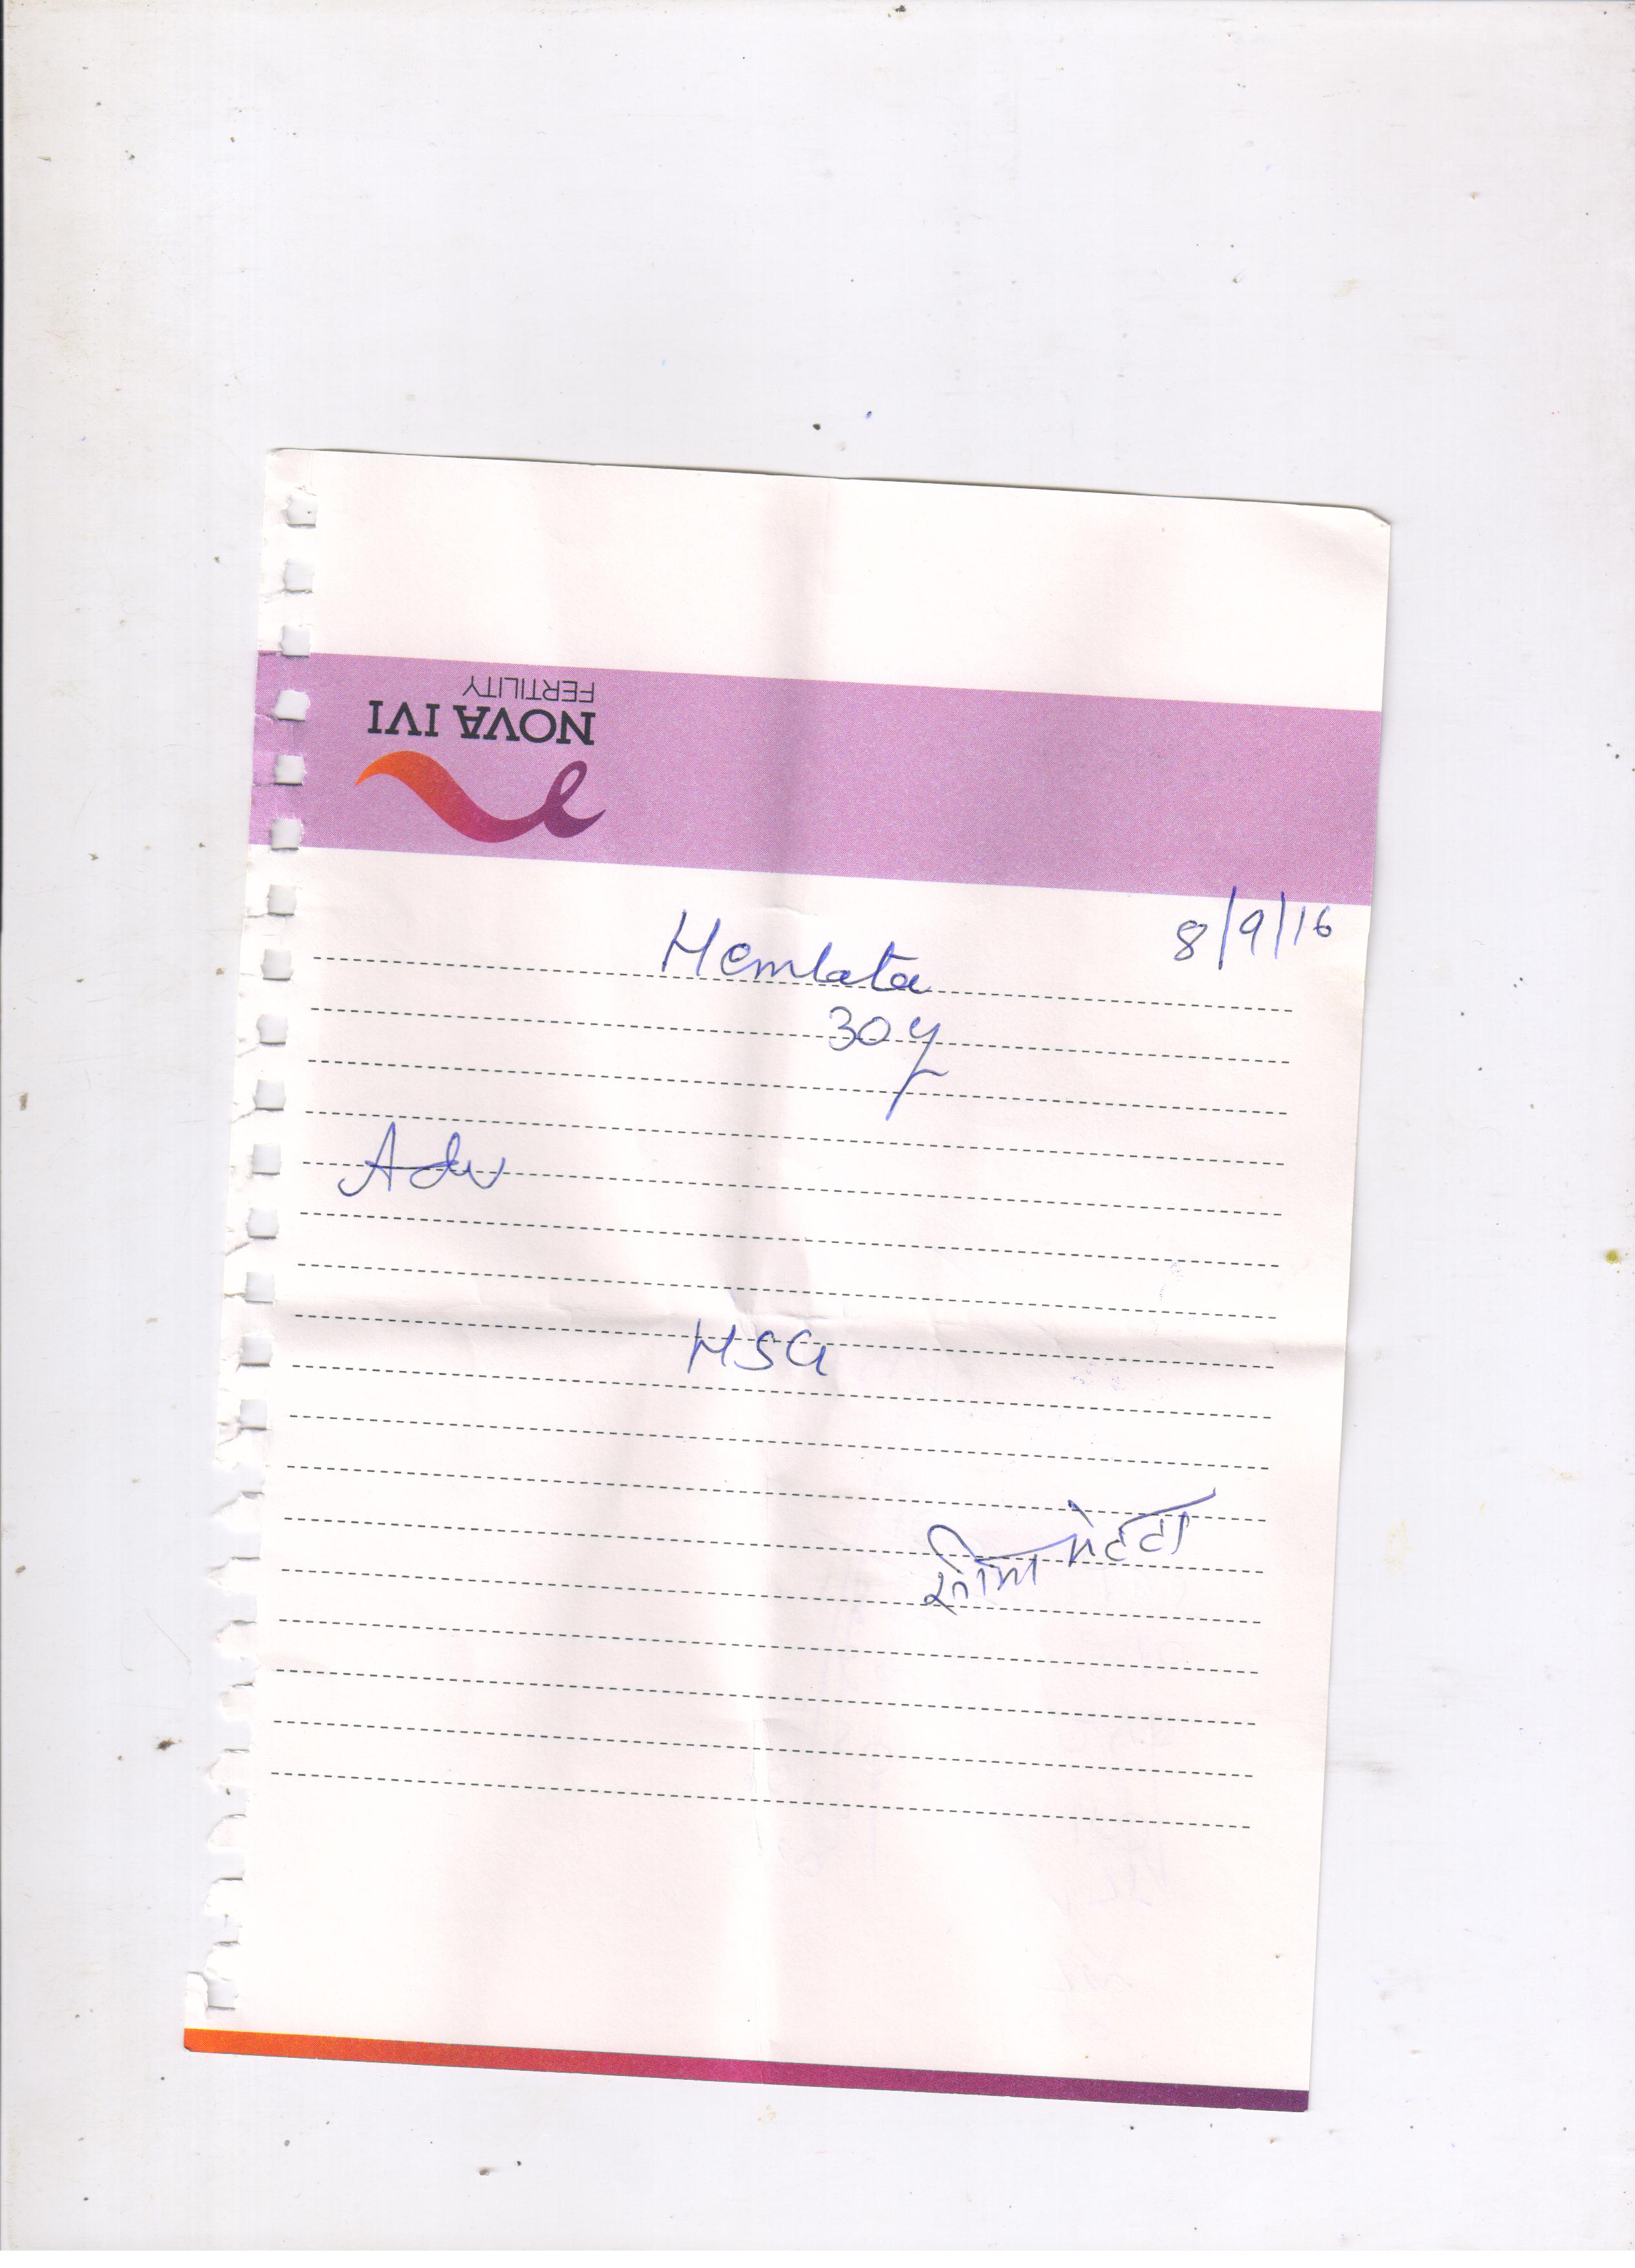 NOVA IVI
FERTILITY
8/9/16
Hemlata
30y
Adv
HSG